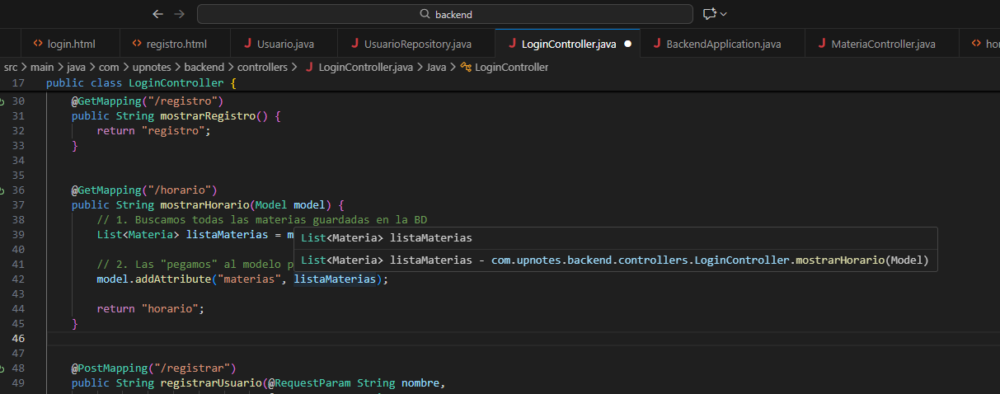 backend
login.html registro.html Usuario.java UsuarioRepository.java LoginController.java BackendApplication.java MateriaController.java
src > main > java > com > upnotes > backend > controllers > LoginController.java > Java > LoginController
17 public class LoginController {
30 @GetMapping("/registro")
31 public String mostrarRegistro() {
32 return "registro";
33 }
34
35
36 @GetMapping("/horario")
37 public String mostrarHorario(Model model) {
38 // 1. Buscamos todas las materias guardadas en la BD
39 List<Materia> listaMaterias = m
List<Materia> listaMaterias
40
List<Materia> listaMaterias - com.upnotes.backend.controllers.LoginController.mostrarHorario(Model)
41 // 2. Las "pegamos" al modelo p
42 model.addAttribute("materias", listaMaterias);
43
44 return "horario";
45 }
46
47
48 @PostMapping("/registrar")
49 public String registrarUsuario(@RequestParam String nombre,